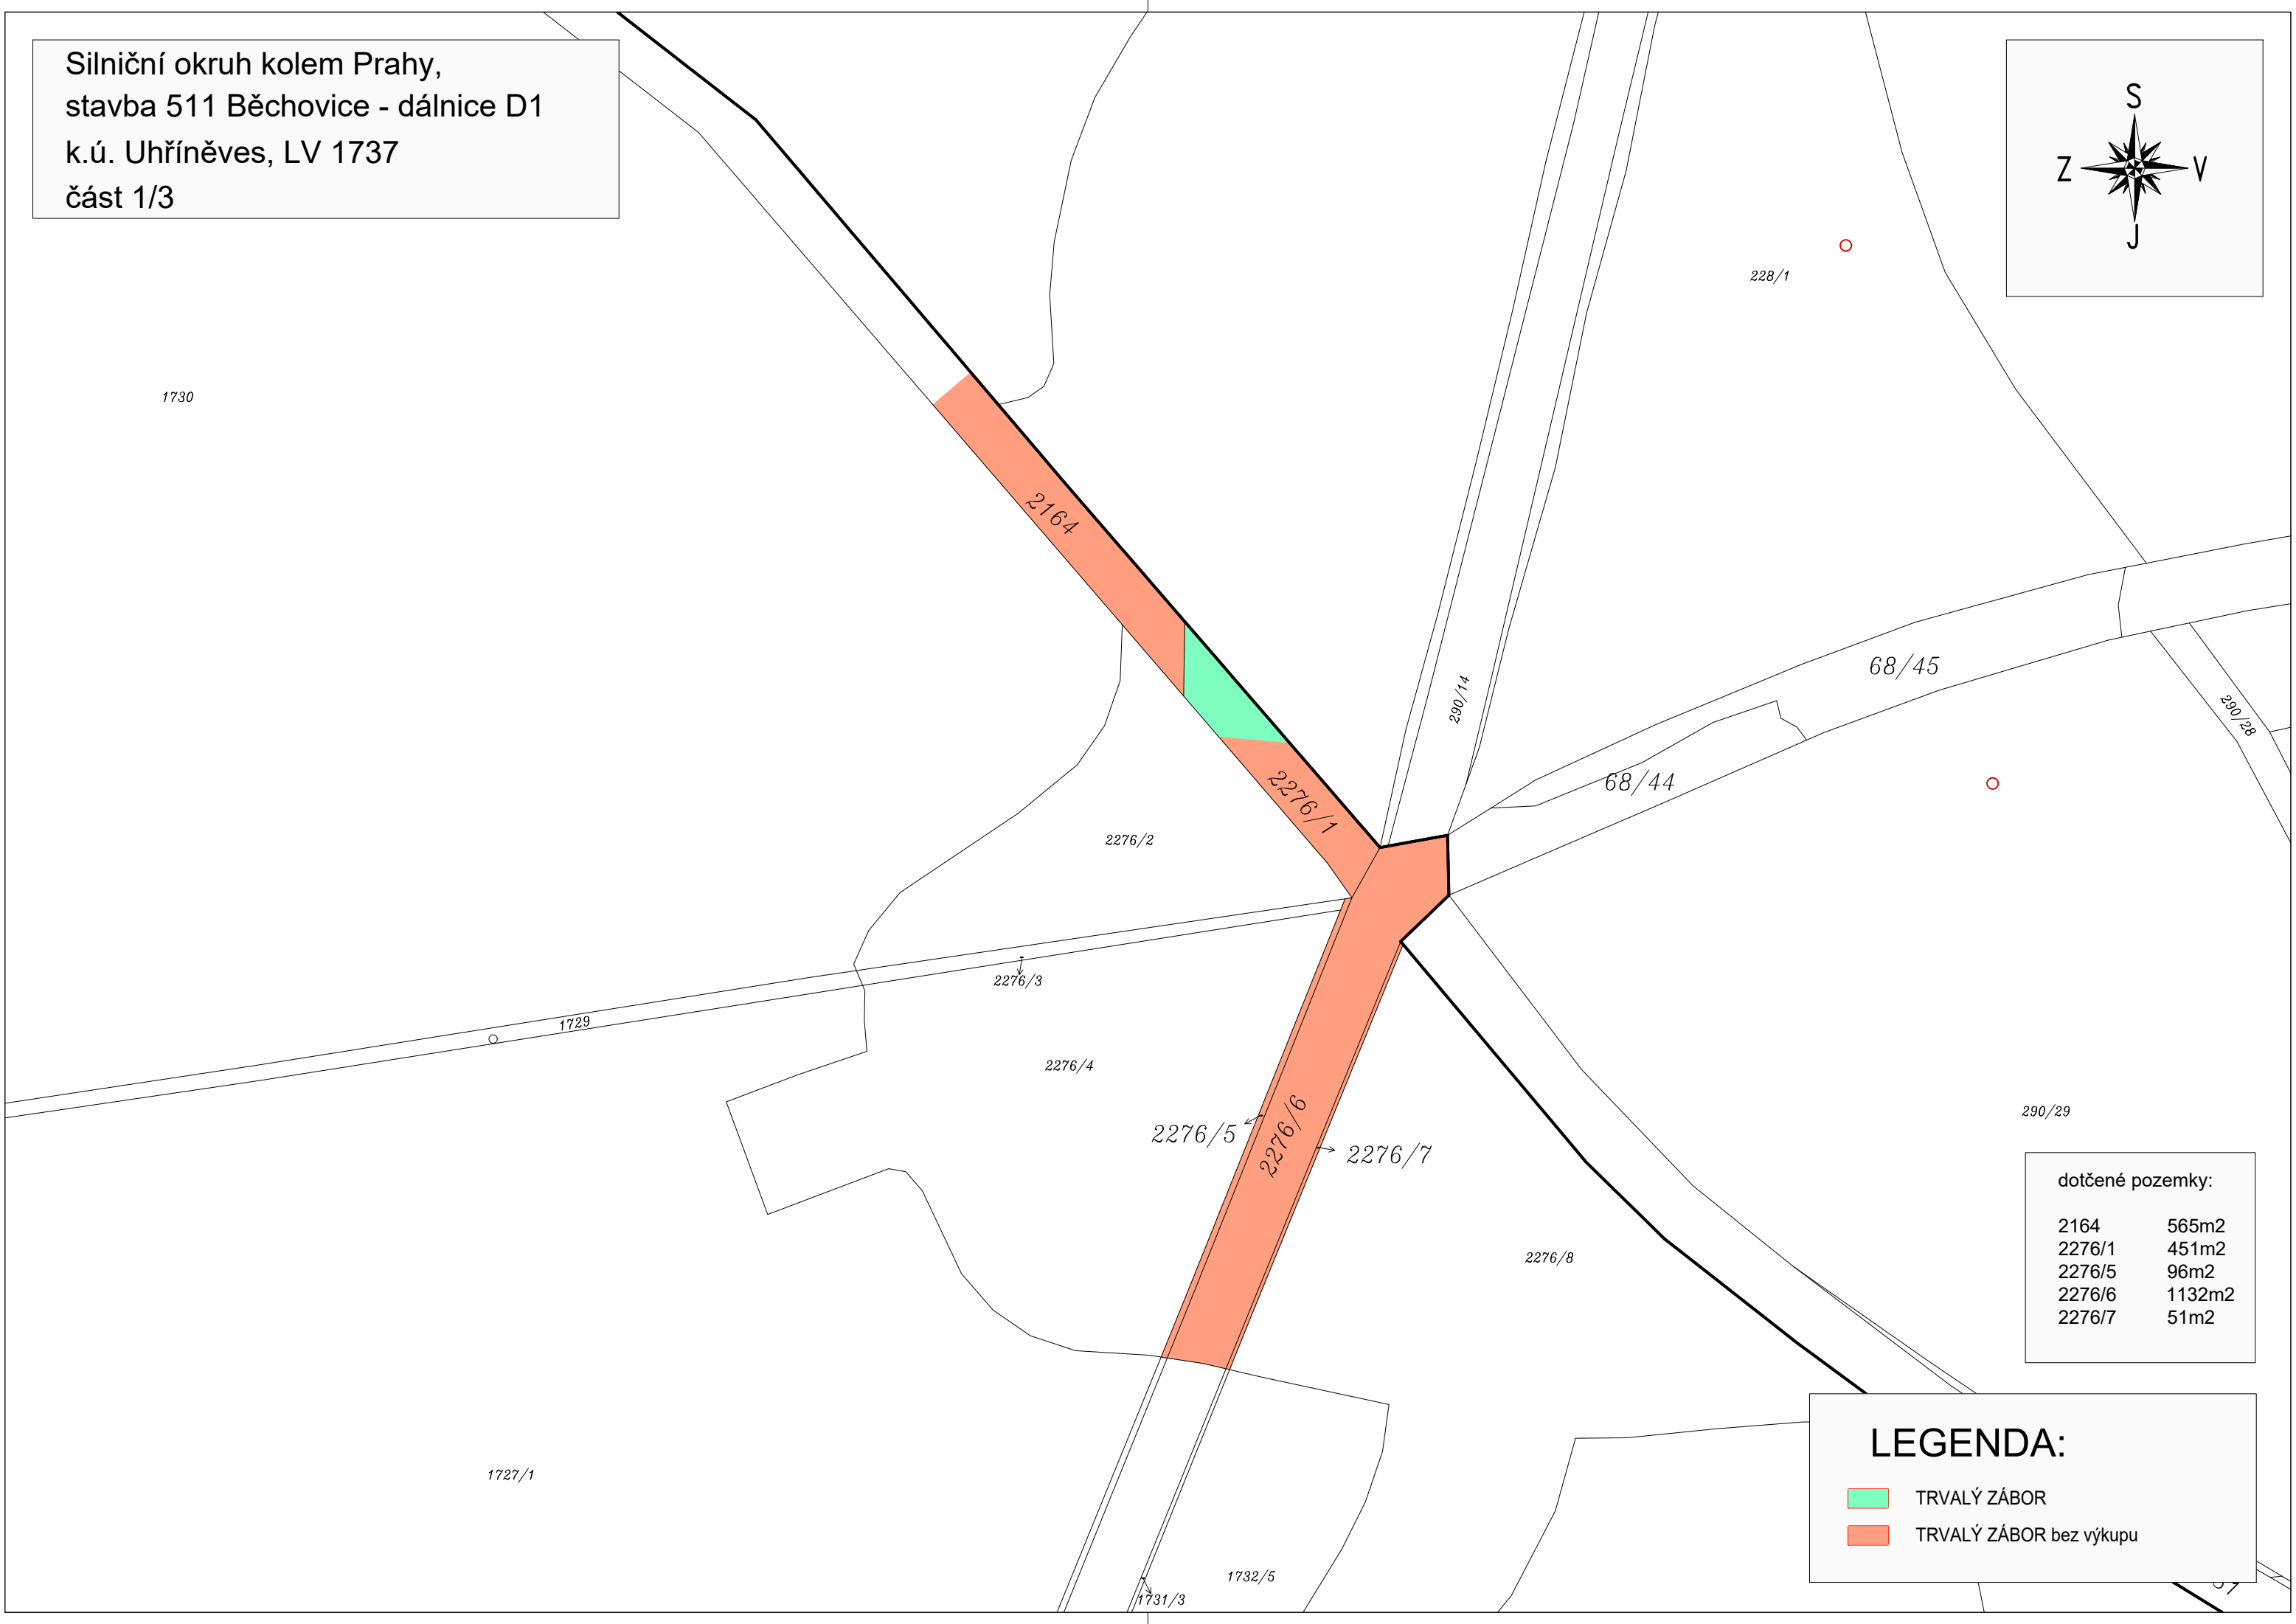 Silniční okruh kolem Prahy,
stavba 511 Běchovice - dálnice D1
k.ú. Uhříněves, LV 1737
část 1/3
S
Z
V
J
228/1
1730
2164
68/45
290/14
290/28
68/44
2276/1
2276/2
2276/3
1729
2276/4
2276/5
2276/6
2276/7
290/29
2276/8
dotčené pozemky:
2164 565m2
2276/1 451m2
2276/5 96m2
2276/6 1132m2
2276/7 51m2
LEGENDA:
TRVALÝ ZÁBOR
TRVALÝ ZÁBOR bez výkupu
1727/1
1732/5
1731/3